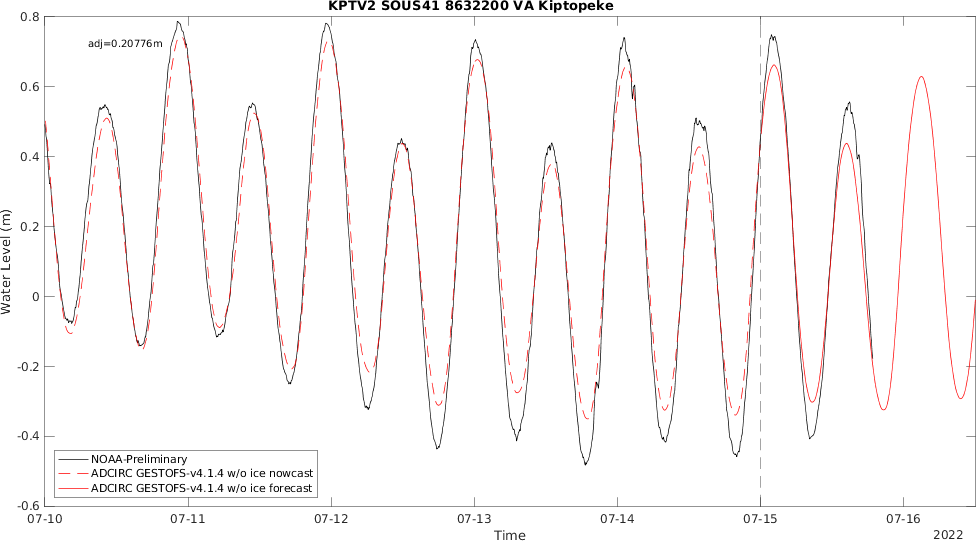 KPTV2 SOUS41 8632200 VA Kiptopeke
adj=0.20776m
Water Level (m)
0.8
0.6
0.4
0.2
0
-0.2
-0.4
-0.6
NOAA-Preliminary
ADCIRC GESTOFS-v4.1.4 w/o ice nowcast
ADCIRC GESTOFS-v4.1.4 w/o ice forecast
07-10 07-11 07-12 07-13 07-14 07-15 07-16
Time
2022